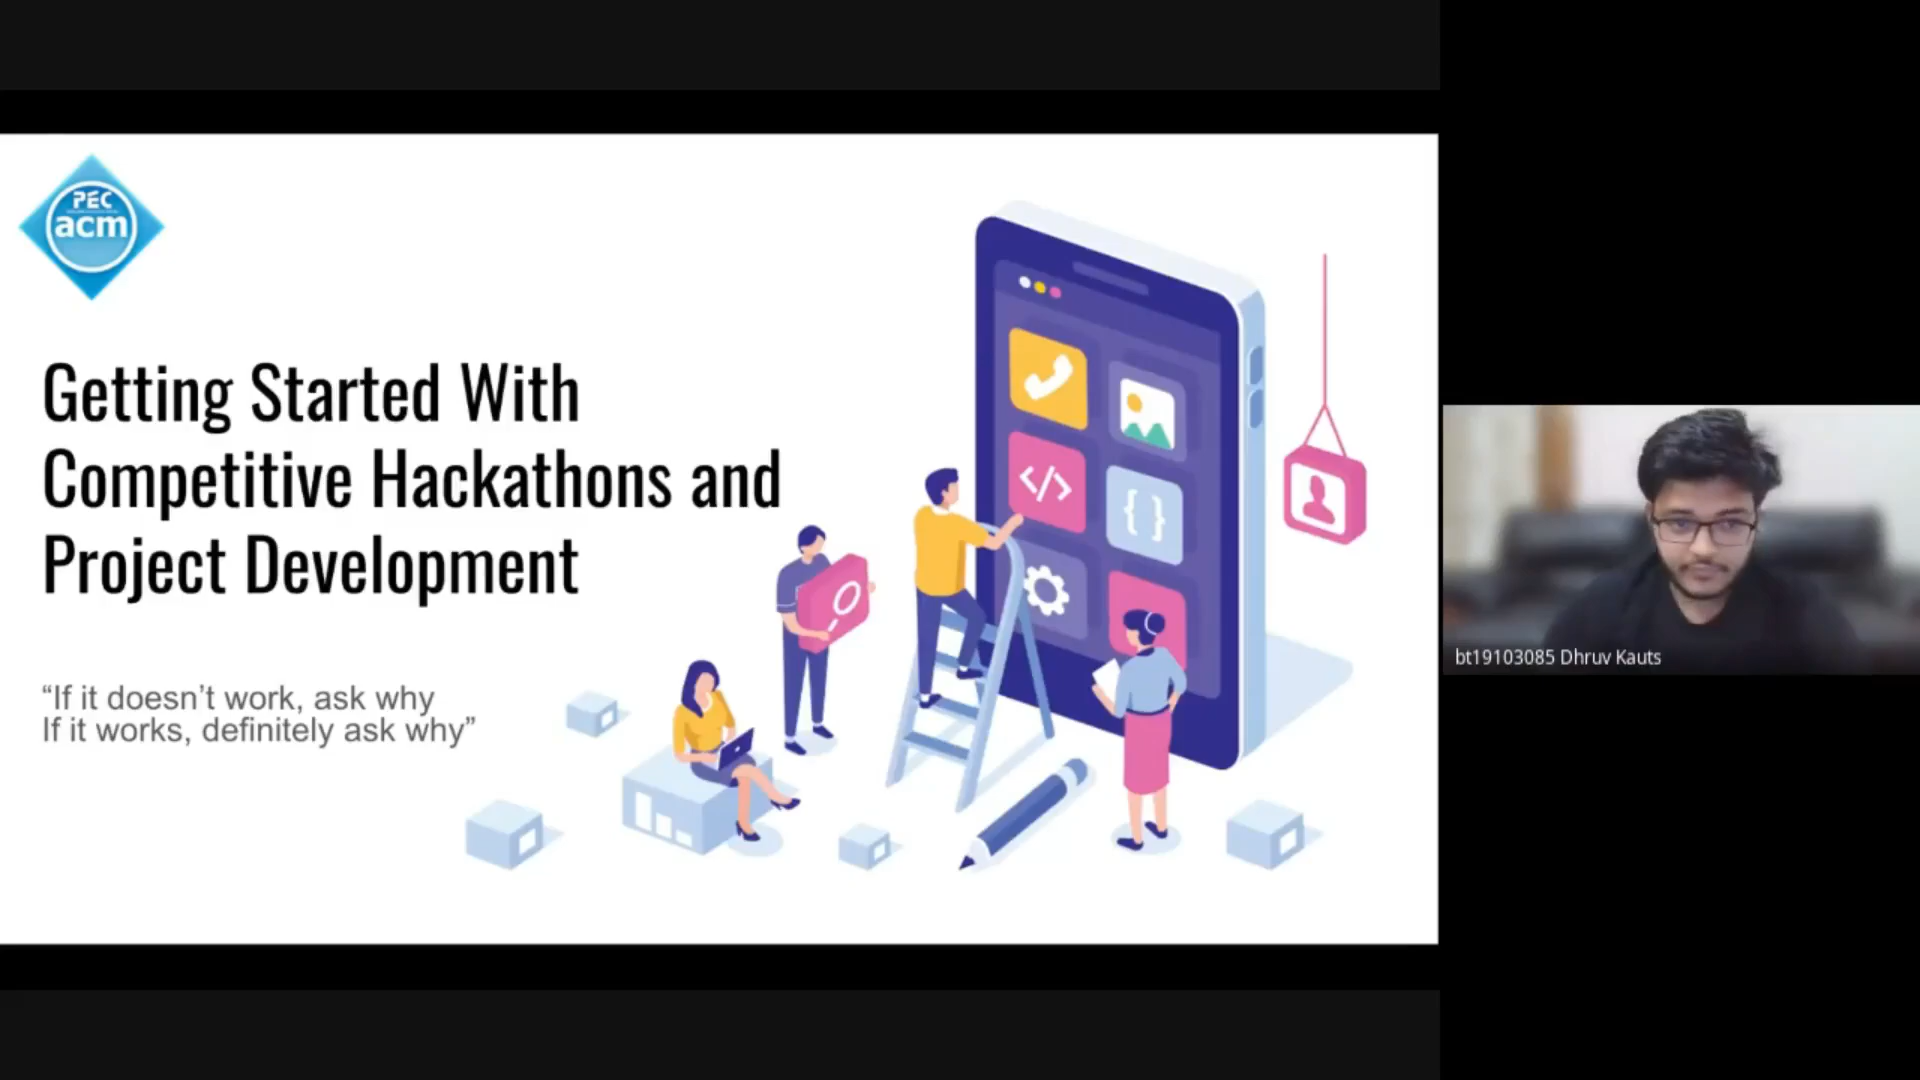 PEC
acm
Getting Started With
Competitive Hackathons and
Project Development
“If it doesn’t work, ask why
If it works, definitely ask why”
</>
{ }
bt19103085 Dhruv Kauts